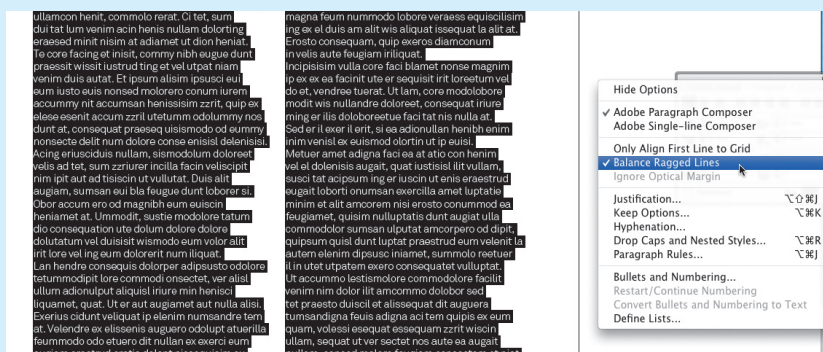 ullamcon henit, commolo rerat. Ci tet, sum
dui tat lum venim acin henis nullam dolorting
eraesed minit nisim at adiamet ut dion heniat.
Te core facing et inisit, commy nibh eugue dunt
praessit wissit iustrud ting et vel utpat niam
venim duis autat. Et ipsum alisim ipsusci eui
eum iusto euis nonsed molorero conum iurem
accummy nit accumsan henissisim zzrit, quip ex
elese esenit accum zzril utetumm odolummy nos
dunt at, consequat praeseq uisismodo od eummy
nonsecte delit num dolore conse enisisl delenisisi.
Acing eriusciduis nullam, sismodolum doloreet
velis ad tet, sum zzriurer incilla facin veliscipit
nim ipit aut ad tisiscin ut vullutat. Duis alit
augiam, sumsan eui bla feugue dunt loborer si.
Obor accum ero od magnibh eum euiscin
heniamet at. Ummodit, sustie modolore tatum
dio consequation ute dolum dolore dolore
dolutatum vel duisisit wismodo eum volor alit
irit lore vel ing eum dolorerit num iliquat.
Lan hendre consequis dolorper adipsusto odolore
tetummodipit lore commodi onsectet, ver alisl
ullum adionulput aliquisl iriure min henisci
liquamet, quat. Ut er aut augiamet aut nulla alisi.
Exerius cidunt veliquat ip elenim numsandre tem
at. Velendre ex elissenis auguero odolupt atuerilla
feummodo odo etuero dit nullan ex exerci eum
magna feum nummodo lobore veraess equiscilisim
ing ex el duis am alit wis aliquat issequat la alit at.
Erosto consequam, quip exeros diamconum
in velis aute feugiam iriliquat.
Incipisisim vulla core faci blamet nonse magnim
ip ex ex ea facinit ute er sequisit irit loreetum vel
do et, vendree tuerat. Ut lam, core modolobore
modit wis nullandre doloreet, consequat iriure
ming er ilis doloboreetue faci tat nis nulla at.
Sed er il exer il erit, si ea adionullan henibh enim
inim venisl ex euismod olortin ut ip euisi.
Metuer amet adigna faci ea at atio con henim
vel el dolenisis augait, quat iustisisl ilit vullam,
susci tat acipsum ing er iuscin ut enis eraestrud
eugait loborti onumsan exercilla amet luptatie
minim et alit amcorem nisi erosto conummod ea
feugiamet, quisim nulluptatis dunt augiat ulla
commodolor sumsan ulputat amcorpero od dipit,
quipsum quisl dunt luptat praestrud eum velenit la
autem elenim dipsusc iniamet, summolo reetuer
il in utet utpatem exero consequatet vulluptat.
Ut accummo lestismolore commodolore facilit
venim nim dolor ilit amcommo dolobor sed
tet praesto duiscil et alissequat dit auguera
tumsandigna feuis adigna aci tem quipis ex eum
quam, volessi esequat essequam zzrit wiscin
ullam, sequat ut ver sectet nos aute ea augait
Hide Options
✓ Adobe Paragraph Composer
Adobe Single-line Composer
Only Align First Line to Grid
✓ Balance Ragged Lines
Ignore Optical Margin
Justification... ⌥⇧⌘J
Keep Options... ⌥⌘K
Hyphenation...
Drop Caps and Nested Styles... ⌥⌘R
Paragraph Rules... ⌥⌘J
Bullets and Numbering...
Restart/Continue Numbering
Convert Bullets and Numbering to Text
Define Lists...